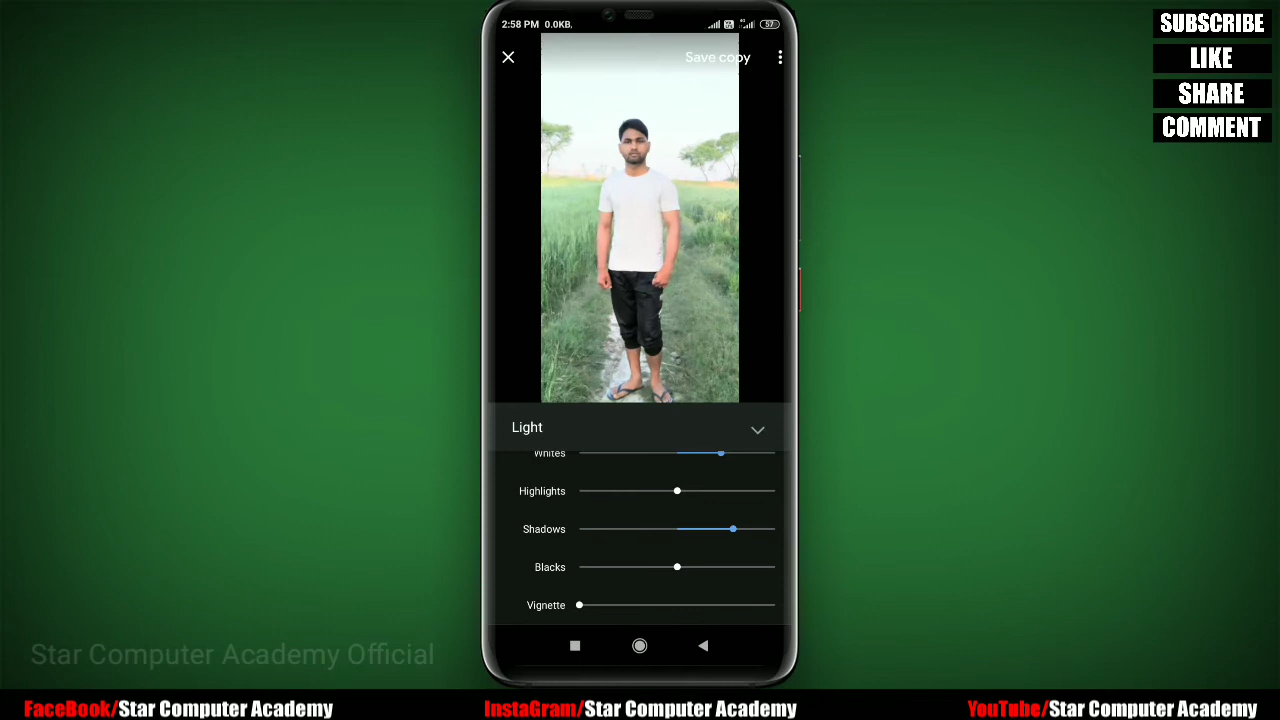 2:58 PM 0.0KB.
57
SUBSCRIBE
LIKE
SHARE
COMMENT
Save copy
Light
Whites
Highlights
Shadows
Blacks
Vignette
Star Computer Academy Official
FaceBook/Star Computer Academy
InstaGram/Star Computer Academy
YouTube/Star Computer Academy